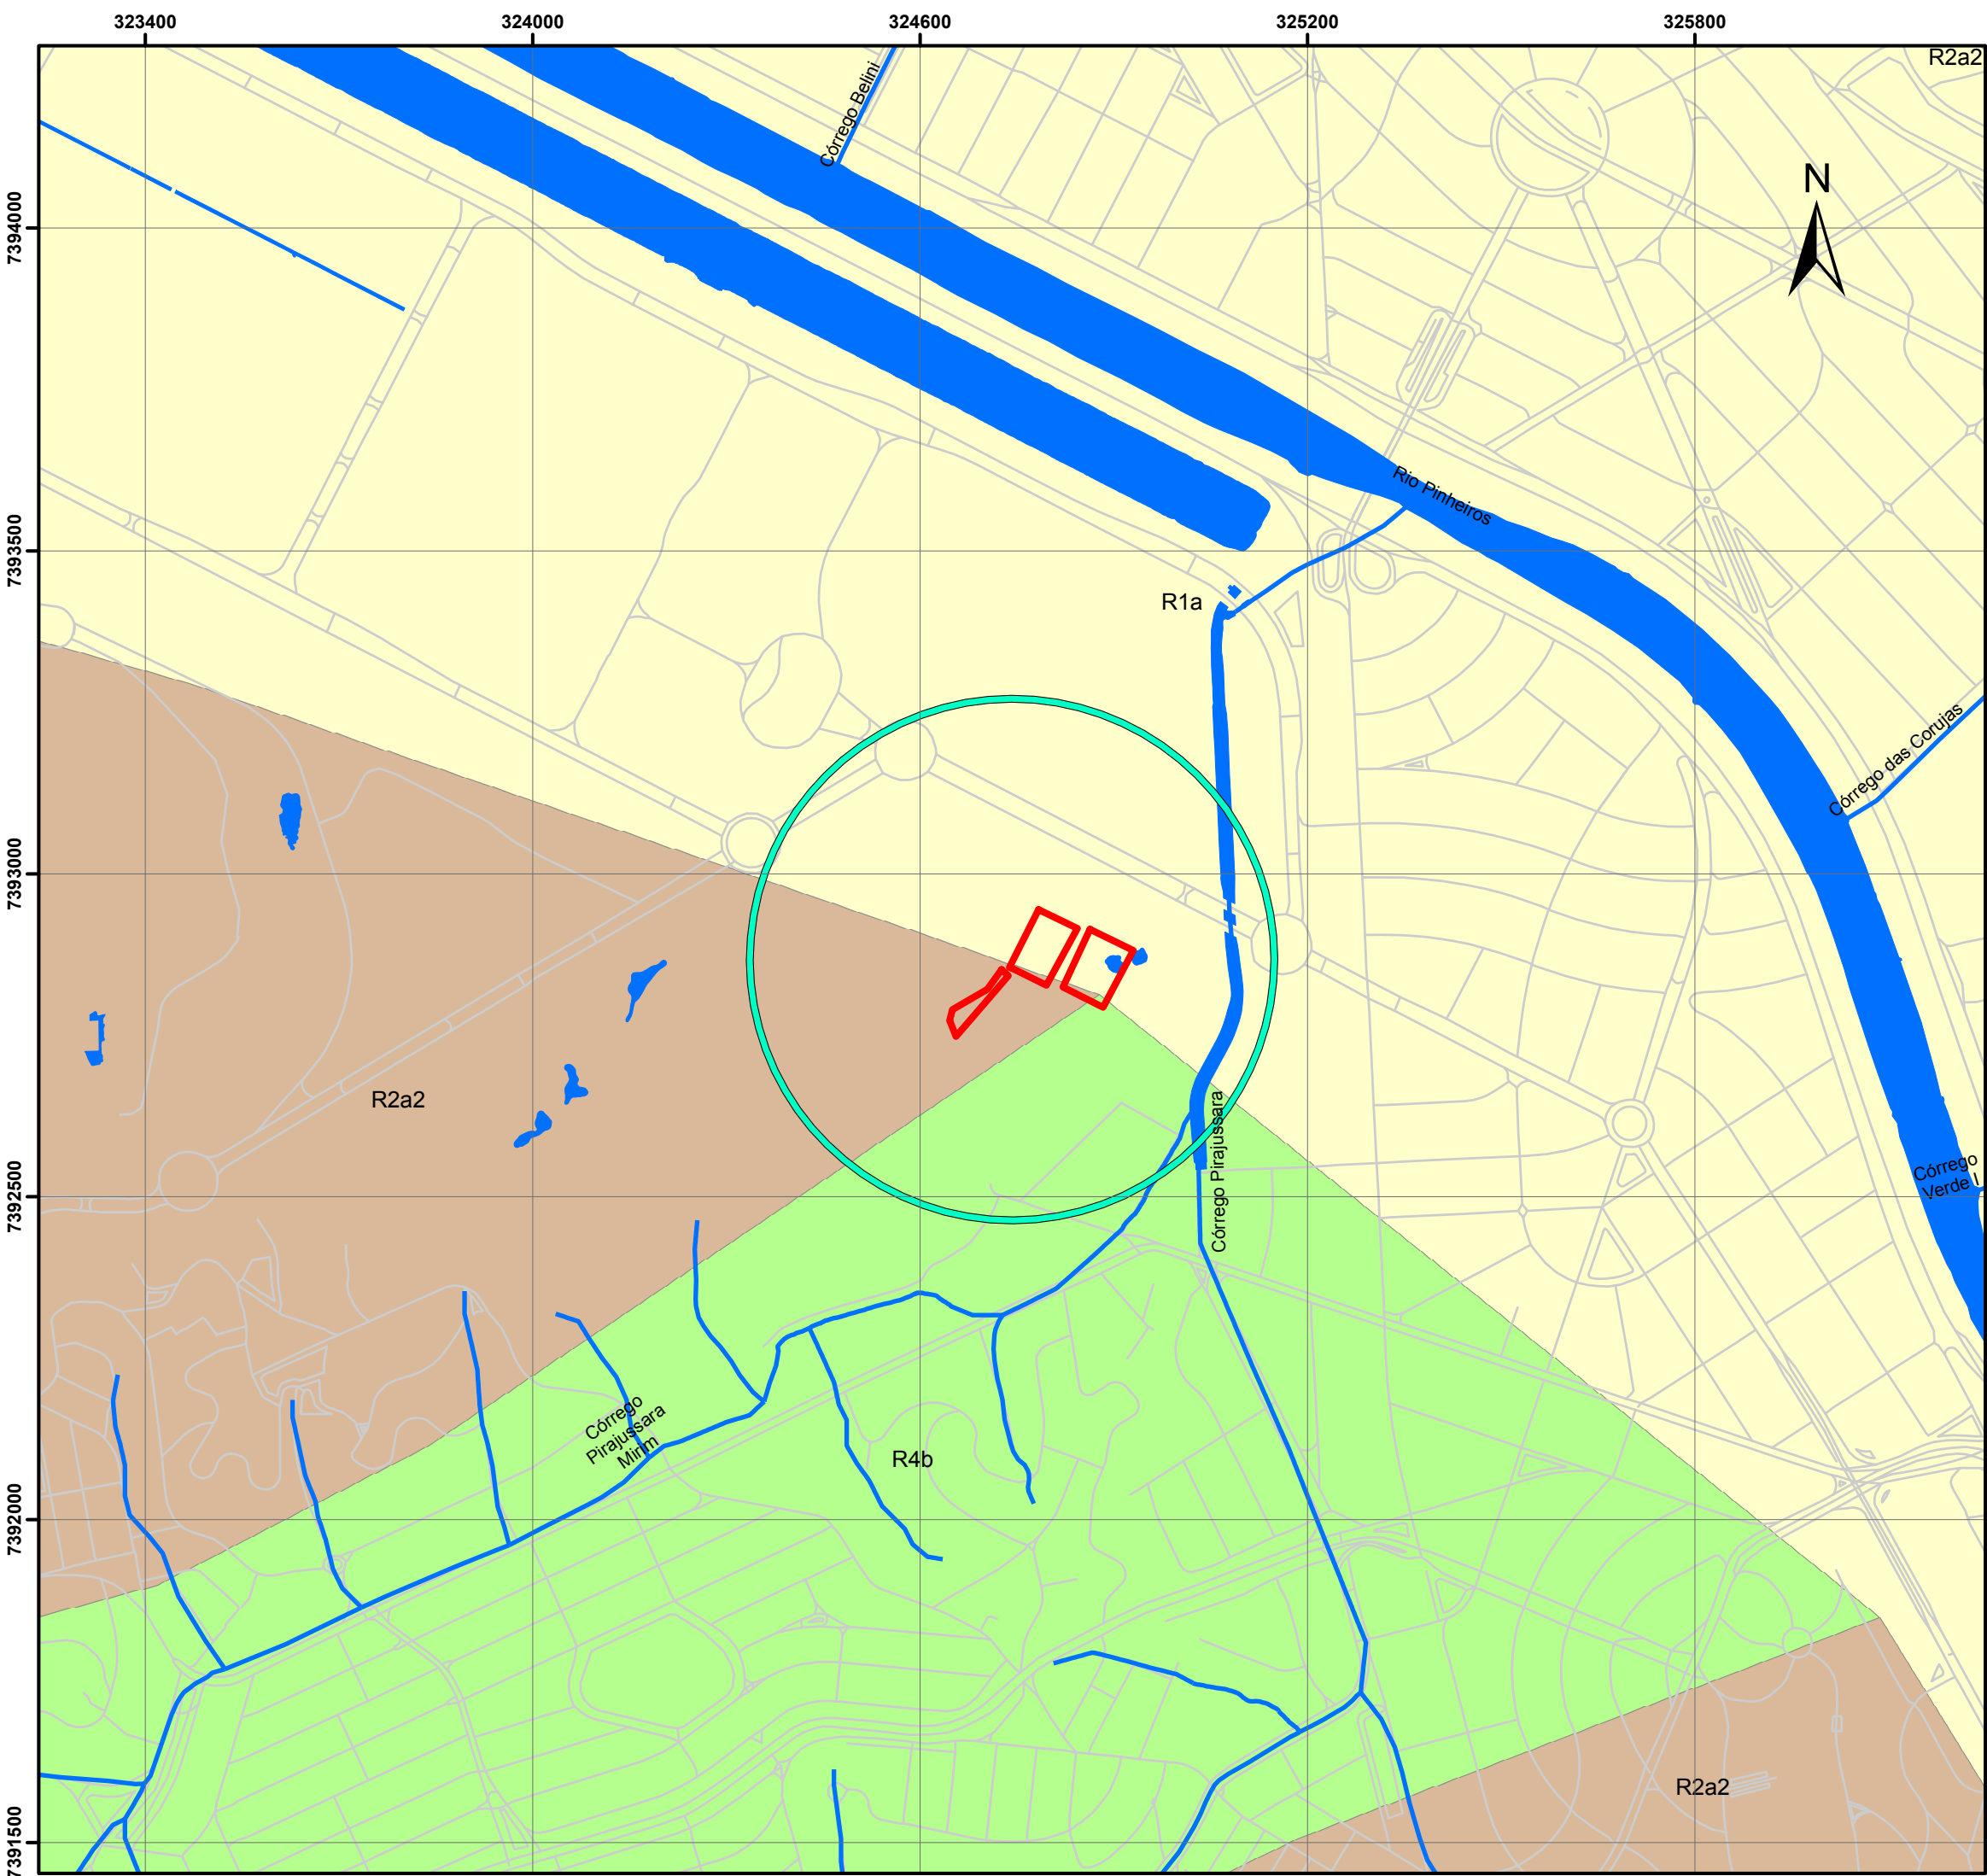 323400
324000
324600
325200
325800
R2a2
Córrego Belini
N
7394000
Rio Pinheiros
7393500
R1a
Córrego das Corujas
7393000
R2a2
7392500
Córrego Pirajussara
Córrego
Verde I
Córrego
Pirajussara
Mirim
R4b
7392000
R2a2
7391500